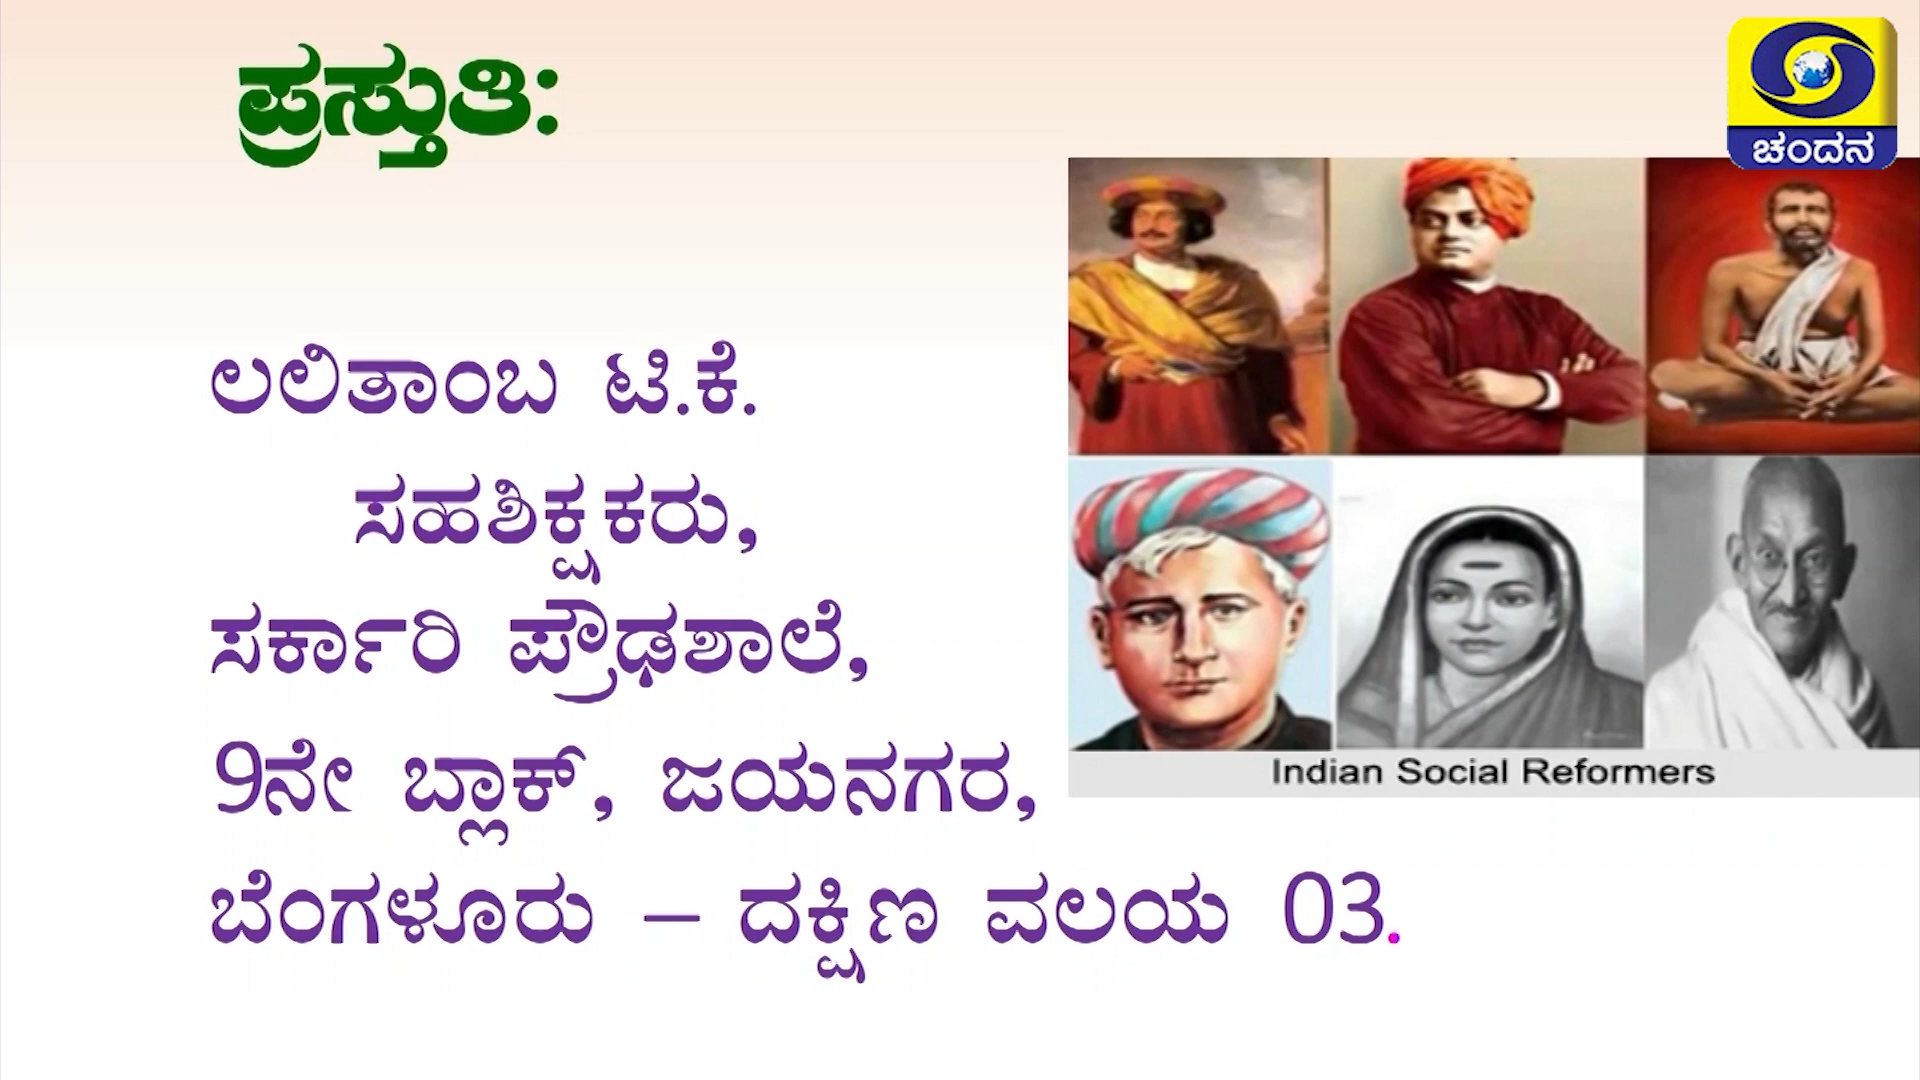 ಪ್ರಸ್ತುತಿ:
ಚಂದನ
ಲಲಿತಾಂಬ ಟಿ.ಕೆ.
ಸಹಶಿಕ್ಷಕರು,
ಸರ್ಕಾರಿ ಪ್ರೌಢಶಾಲೆ,
9ನೇ ಬ್ಲಾಕ್, ಜಯನಗರ,
ಬೆಂಗಳೂರು – ದಕ್ಷಿಣ ವಲಯ 03.
Indian Social Reformers